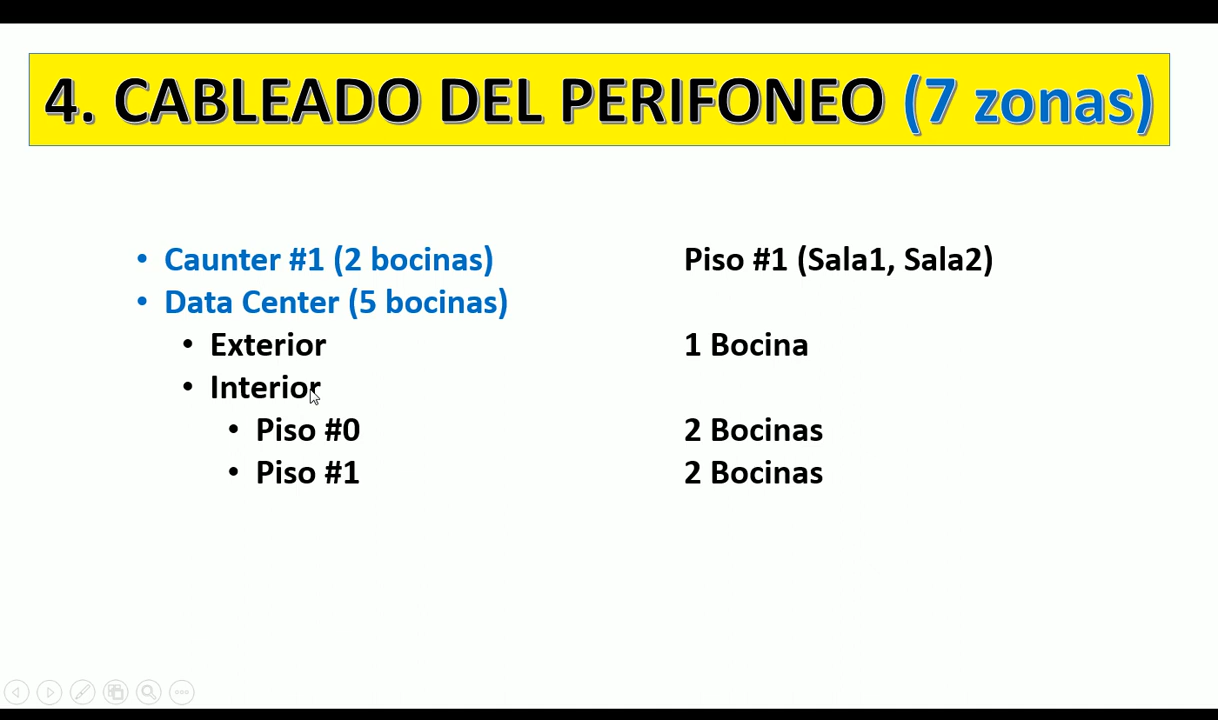 4. CABLEADO DEL PERIFONEO (7 zonas)
• Caunter #1 (2 bocinas) Piso #1 (Sala1, Sala2)
• Data Center (5 bocinas)
• Exterior 1 Bocina
• Interior
• Piso #0 2 Bocinas
• Piso #1 2 Bocinas